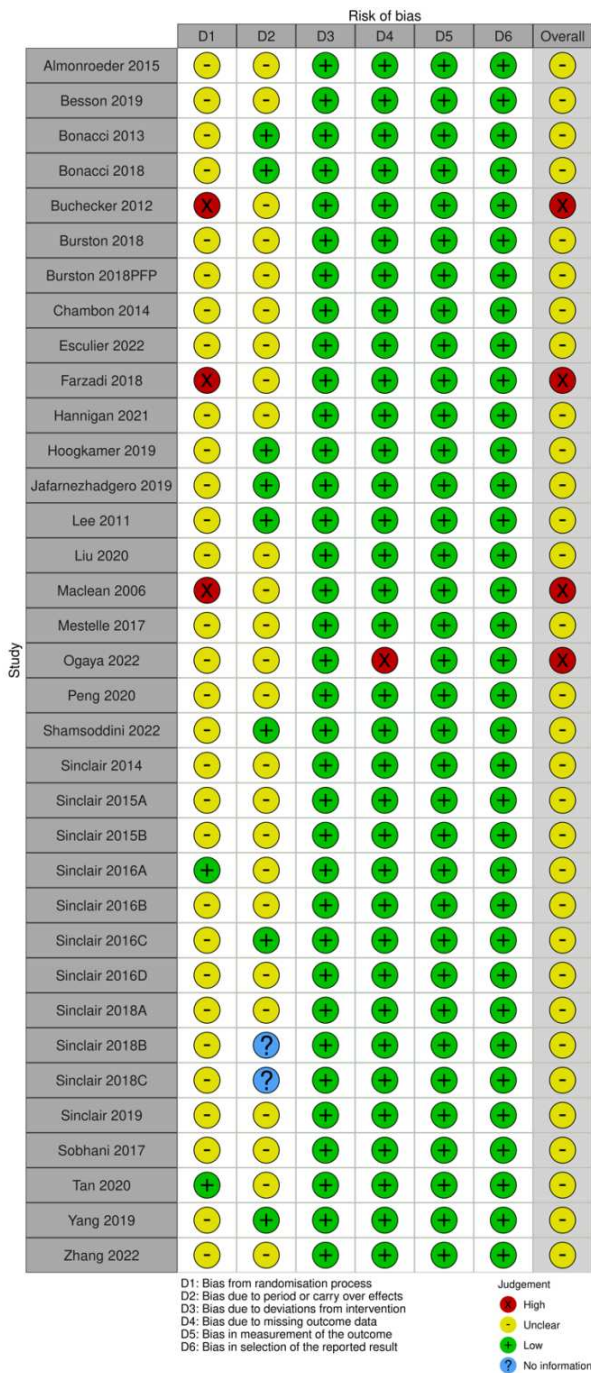 Risk of bias
D1 D2 D3 D4 D5 D6 Overall
Study
Almonroeder 2015 - - + + + + -
Besson 2019 - - + + + + -
Bonacci 2013 - + + + + + -
Bonacci 2018 - + + + + + -
Buchecker 2012 X - + + + + X
Burston 2018 - - + + + + -
Burston 2018PFP - - + + + + -
Chambon 2014 - - + + + + -
Esculier 2022 - - + + + + -
Farzadi 2018 X - + + + + X
Hannigan 2021 - - + + + + -
Hoogkamer 2019 - + + + + + -
Jafarnezhadgero 2019 - + + + + + -
Lee 2011 - + + + + + -
Liu 2020 - - + + + + -
Maclean 2006 X - + + + + X
Mestelle 2017 - - + + + + -
Ogaya 2022 - - + X + + X
Peng 2020 - - + + + + -
Shamsoddini 2022 - + + + + + -
Sinclair 2014 - - + + + + -
Sinclair 2015A - - + + + + -
Sinclair 2015B - - + + + + -
Sinclair 2016A + - + + + + -
Sinclair 2016B - - + + + + -
Sinclair 2016C - + + + + + -
Sinclair 2016D - - + + + + -
Sinclair 2018A - - + + + + -
Sinclair 2018B - ? + + + + -
Sinclair 2018C - ? + + + + -
Sinclair 2019 - - + + + + -
Sobhani 2017 - - + + + + -
Tan 2020 + - + + + + -
Yang 2019 - + + + + + -
Zhang 2022 - - + + + + -
D1: Bias from randomisation process
D2: Bias due to period or carry over effects
D3: Bias due to deviations from intervention
D4: Bias due to missing outcome data
D5: Bias in measurement of the outcome
D6: Bias in selection of the reported result
Judgement
X High
- Unclear
+ Low
? No information